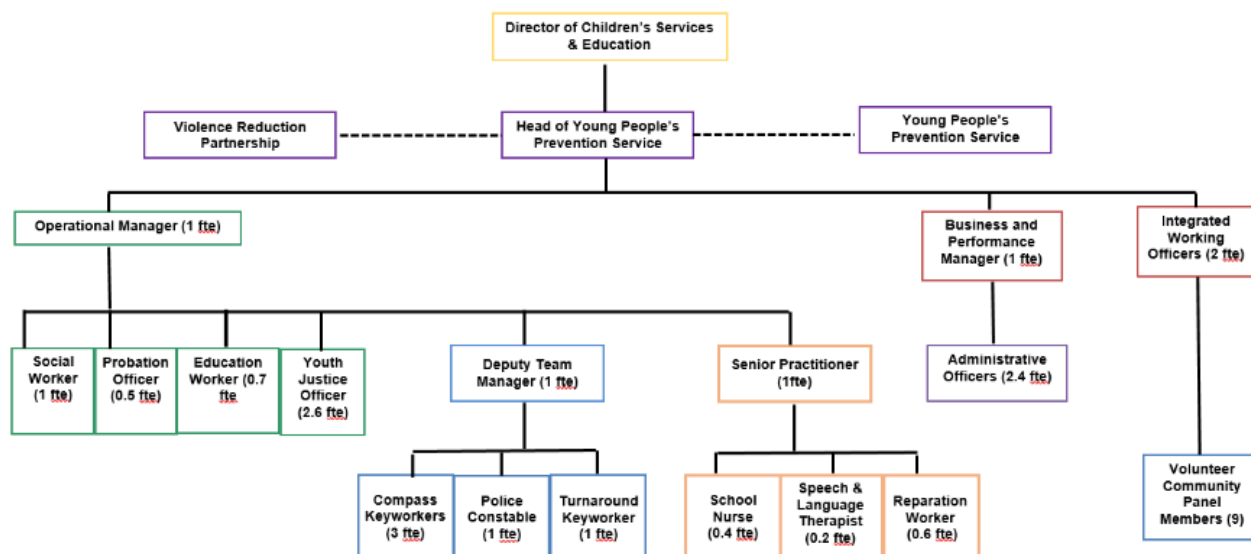 Director of Children's Services
& Education
Violence Reduction
Partnership
Head of Young People's
Prevention Service
Young People's
Prevention Service
Operational Manager (1 fte)
Business and
Performance
Manager (1 fte)
Integrated
Working
Officers (2 fte)
Social
Worker
(1 fte)
Probation
Officer
(0.5 fte)
Education
Worker (0.7
fte
Youth
Justice
Officer
(2.6 fte)
Deputy Team
Manager (1 fte)
Senior Practitioner
(1fte)
Administrative
Officers (2.4 fte)
Compass
Keyworkers
(3 fte)
Police
Constable
(1 fte)
Turnaround
Keyworker
(1 fte)
School
Nurse
(0.4 fte)
Speech &
Language
Therapist
(0.2 fte)
Reparation
Worker
(0.6 fte)
Volunteer
Community
Panel
Members (9)